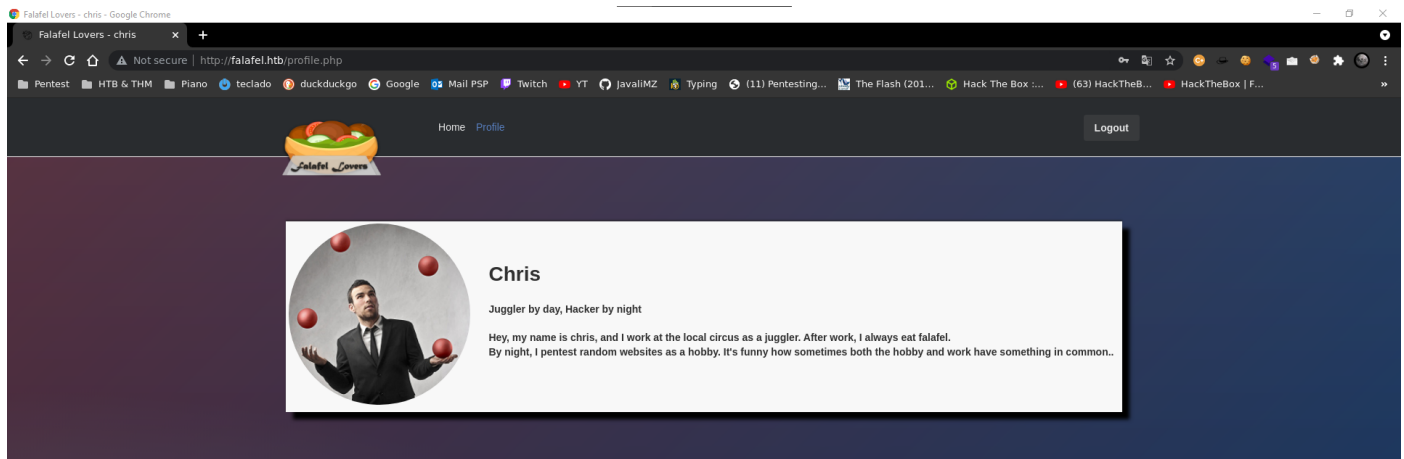 Falafel Lovers - chris - Google Chrome
Falafel Lovers - chris
Not secure | http://falafel.htb/profile.php
Pentest HTB & THM Piano teclado duckduckgo Google Mail PSP Twitch YT JavaliMZ Typing (11) Pentesting... The Flash (201... Hack The Box :... (63) HackTheB... HackTheBox | F... »
5
Home Profile Logout
Falafel Lovers
Chris
Juggler by day, Hacker by night
Hey, my name is chris, and I work at the local circus as a juggler. After work, I always eat falafel.
By night, I pentest random websites as a hobby. It's funny how sometimes both the hobby and work have something in common..